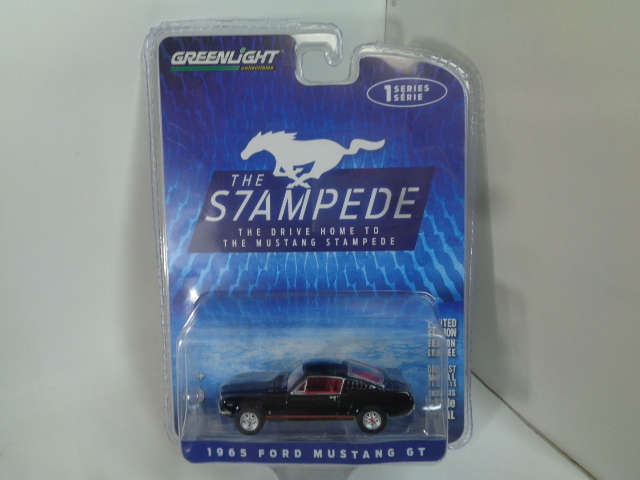 GREENLIGHT
collectibles
1 SERIES
SÉRIE
THE
S7AMPEDE
THE DRIVE HOME TO
THE MUSTANG STAMPEDE
1965 FORD MUSTANG GT